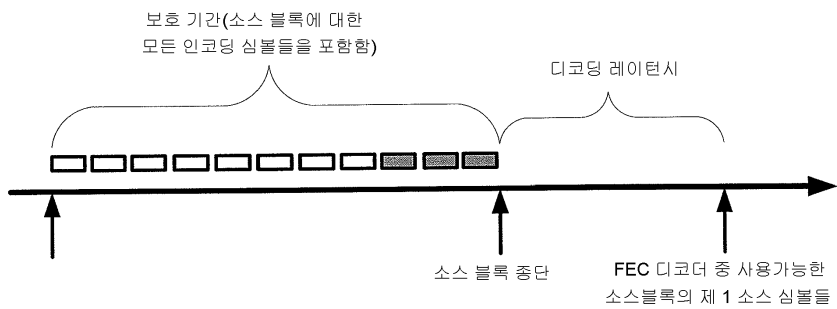 보호 기간(소스 블록에 대한
모든 인코딩 심볼들을 포함함)
디코딩 레이턴시
소스 블록 종단
FEC 디코더 중 사용가능한
소스블록의 제 1 소스 심볼들